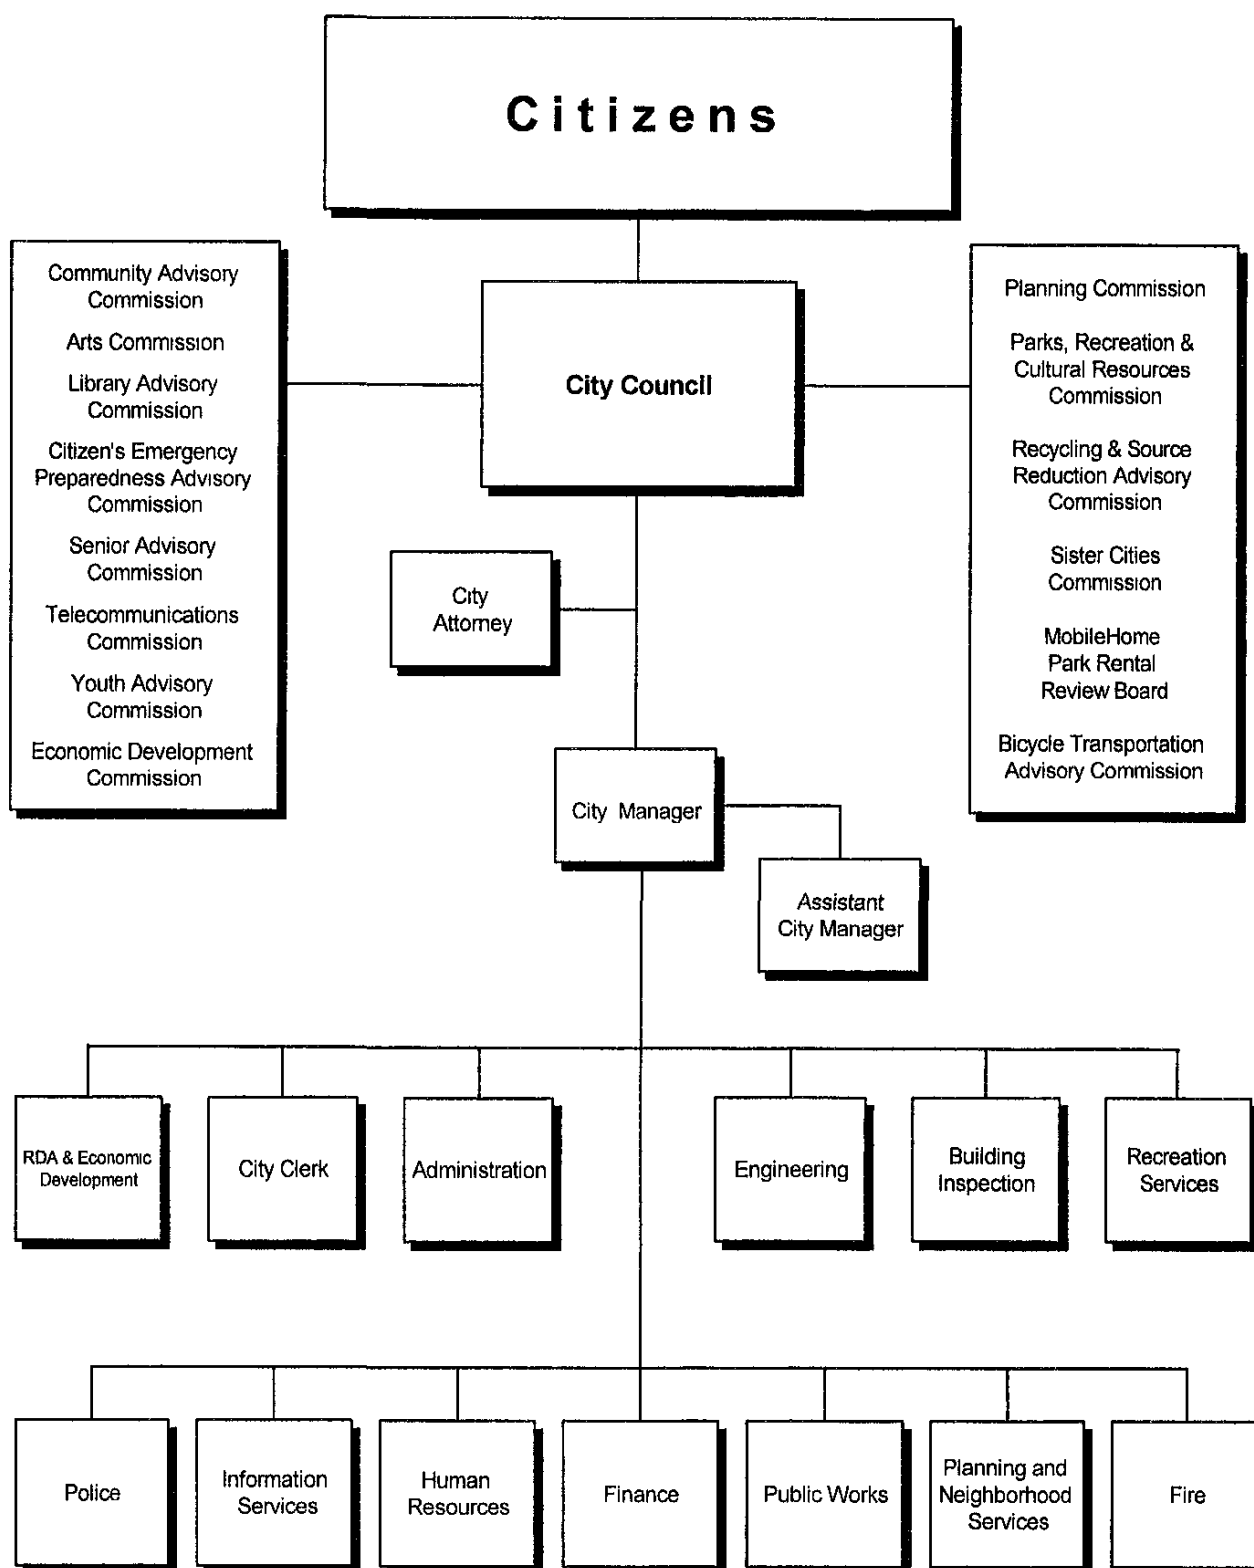 Citizens
Community Advisory
Commission
Arts Commission
Library Advisory
Commission
Citizen's Emergency
Preparedness Advisory
Commission
Senior Advisory
Commission
Telecommunications
Commission
Youth Advisory
Commission
Economic Development
Commission
City Council
Planning Commission
Parks, Recreation &
Cultural Resources
Commission
Recycling & Source
Reduction Advisory
Commission
Sister Cities
Commission
MobileHome
Park Rental
Review Board
Bicycle Transportation
Advisory Commission
City
Attorney
City Manager
Assistant
City Manager
RDA & Economic
Development
City Clerk
Administration
Engineering
Building
Inspection
Recreation
Services
Police
Information
Services
Human
Resources
Finance
Public Works
Planning and
Neighborhood
Services
Fire